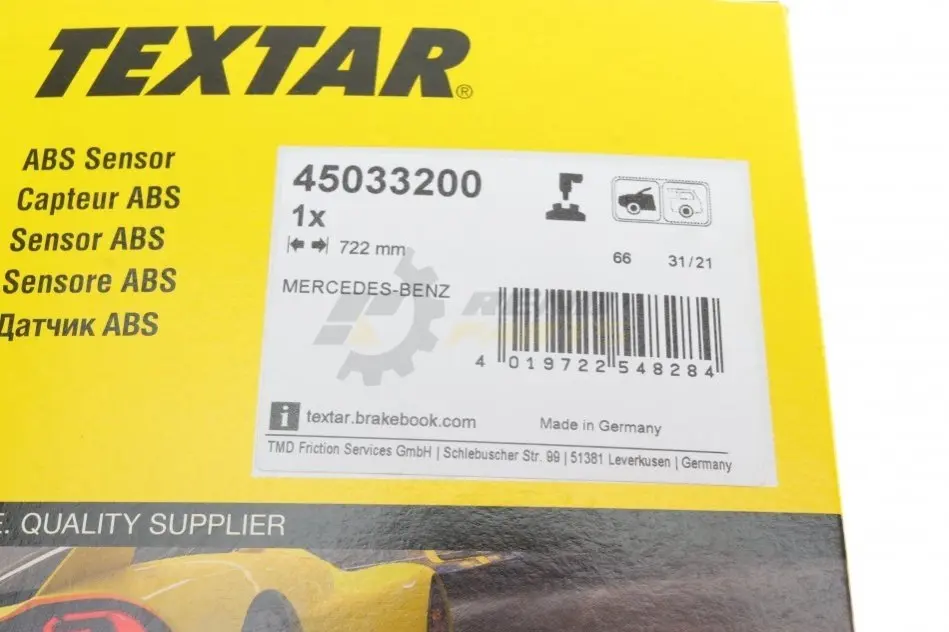 TEXTAR®
ABS Sensor
Capteur ABS
Sensor ABS
Sensore ABS
Датчик ABS
45033200
1x
722 mm
66 31/21
MERCEDES-BENZ
4 019722 548284
i textar.brakebook.com
Made in Germany
TMD Friction Services GmbH | Schlebuscher Str. 99 | 51381 Leverkusen | Germany
E. QUALITY SUPPLIER